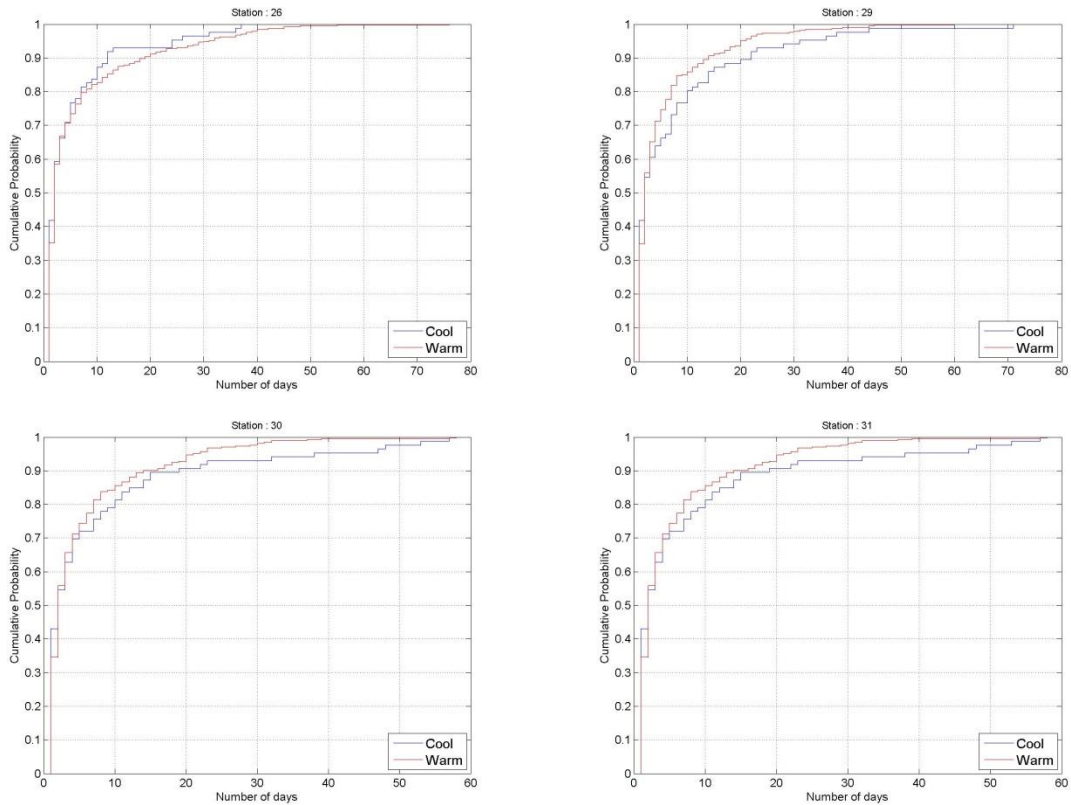 Station : 26
Cumulative Probability
1
0.9
0.8
0.7
0.6
0.5
0.4
0.3
0.2
0.1
0
Cool
Warm
0 10 20 30 40 50 60 70 80
Number of days
Station : 29
Cumulative Probability
1
0.9
0.8
0.7
0.6
0.5
0.4
0.3
0.2
0.1
0
Cool
Warm
0 10 20 30 40 50 60 70 80
Number of days
Station : 30
Cumulative Probability
1
0.9
0.8
0.7
0.6
0.5
0.4
0.3
0.2
0.1
0
Cool
Warm
0 10 20 30 40 50 60
Number of days
Station : 31
Cumulative Probability
1
0.9
0.8
0.7
0.6
0.5
0.4
0.3
0.2
0.1
0
Cool
Warm
0 10 20 30 40 50 60
Number of days